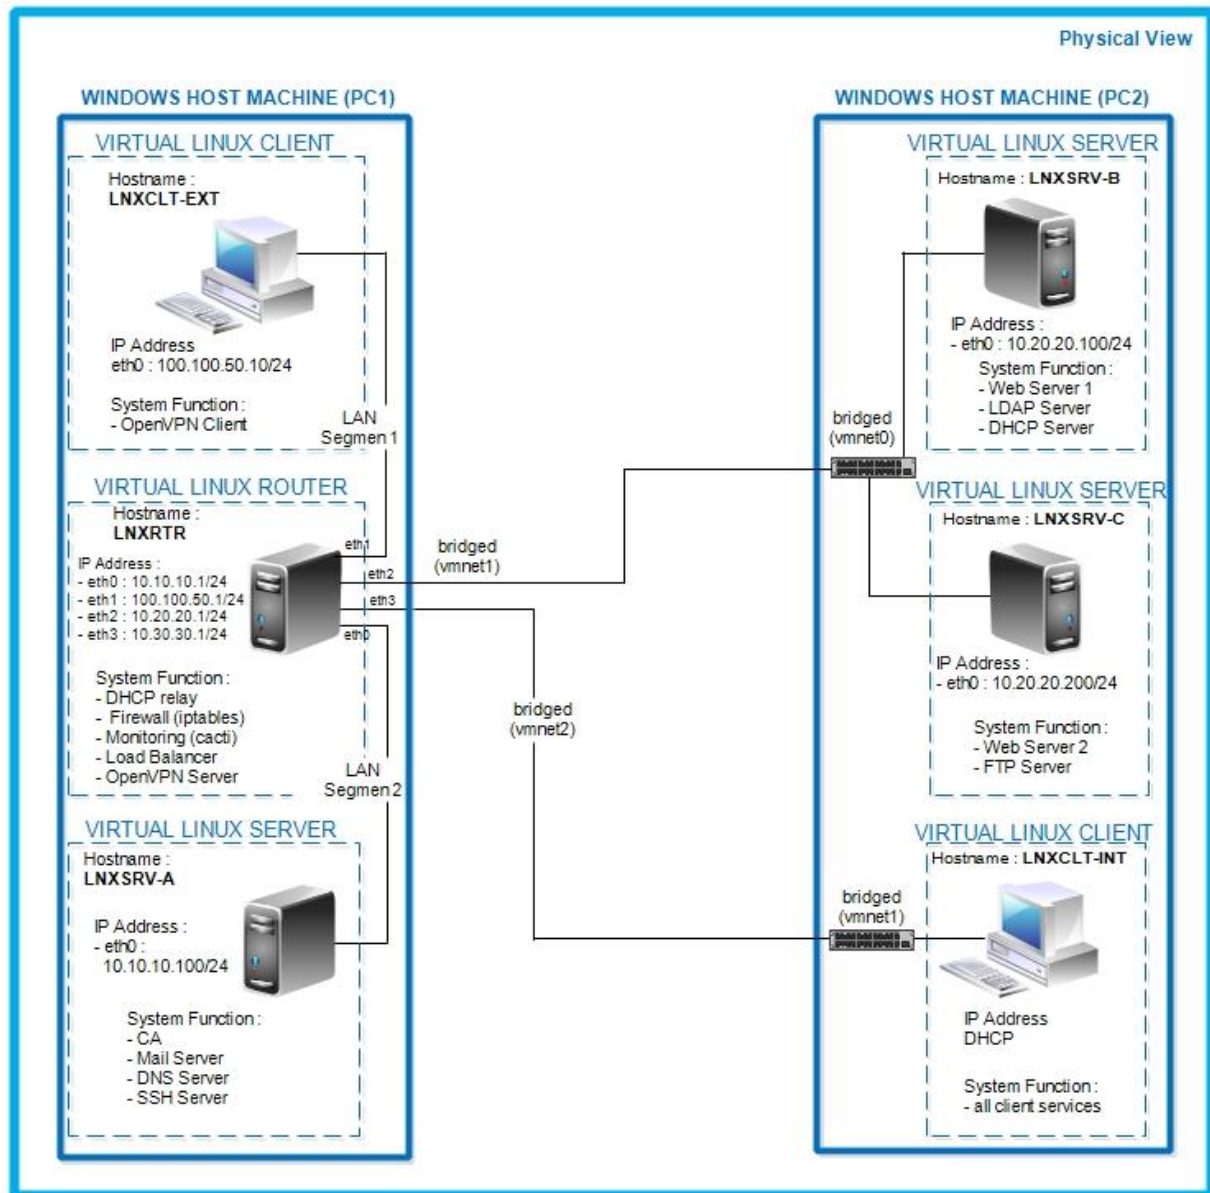 Physical View
WINDOWS HOST MACHINE (PC1)
VIRTUAL LINUX CLIENT
Hostname :
LNXCLT-EXT
IP Address
eth0 : 100.100.50.10/24
System Function :
- OpenVPN Client
LAN
Segmen 1
VIRTUAL LINUX ROUTER
Hostname :
LNXRTR
IP Address :
- eth0 : 10.10.10.1/24
- eth1 : 100.100.50.1/24
- eth2 : 10.20.20.1/24
- eth3 : 10.30.30.1/24
eth1
eth2
eth3
eth0
System Function :
- DHCP relay
- Firewall (iptables)
- Monitoring (cacti)
- Load Balancer
- OpenVPN Server
LAN
Segmen 2
VIRTUAL LINUX SERVER
Hostname :
LNXSRV-A
IP Address :
- eth0 :
10.10.10.100/24
System Function :
- CA
- Mail Server
- DNS Server
- SSH Server
bridged
(vmnet1)
bridged
(vmnet2)
WINDOWS HOST MACHINE (PC2)
VIRTUAL LINUX SERVER
Hostname : LNXSRV-B
IP Address :
- eth0 : 10.20.20.100/24
System Function :
- Web Server 1
- LDAP Server
- DHCP Server
bridged
(vmnet0)
VIRTUAL LINUX SERVER
Hostname : LNXSRV-C
IP Address :
- eth0 : 10.20.20.200/24
System Function :
- Web Server 2
- FTP Server
VIRTUAL LINUX CLIENT
Hostname : LNXCLT-INT
bridged
(vmnet1)
IP Address
DHCP
System Function :
- all client services